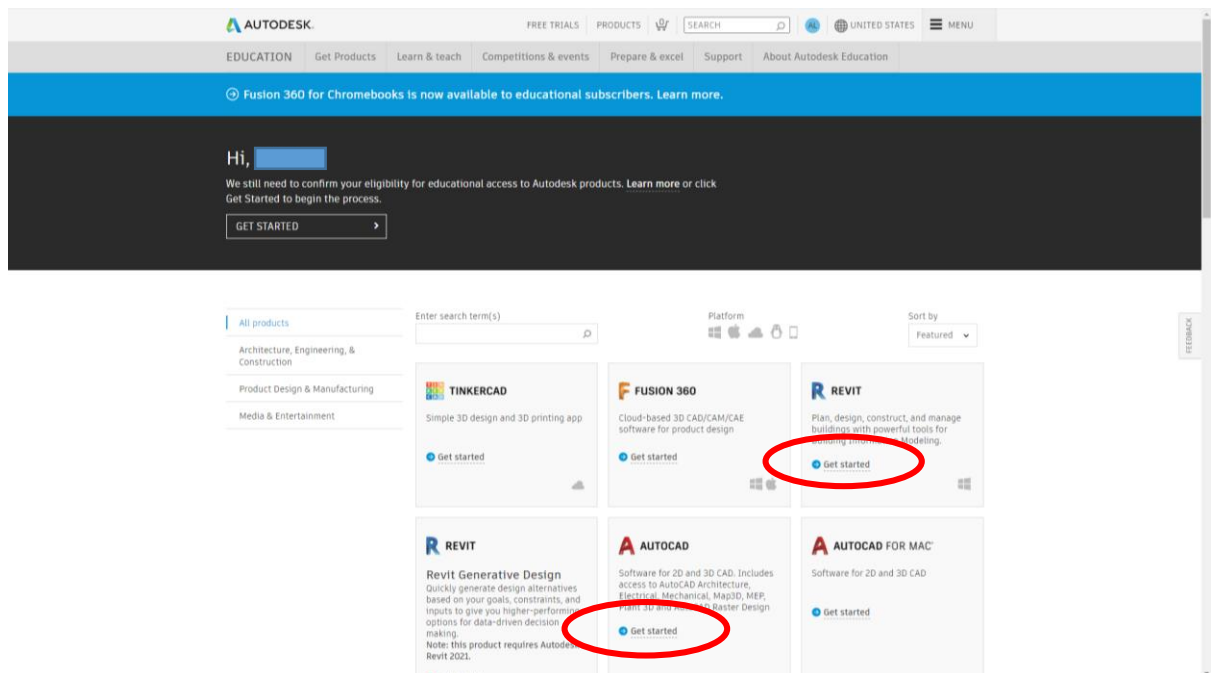 AUTODESK.
FREE TRIALS
PRODUCTS
SEARCH
AL
UNITED STATES
MENU
EDUCATION
Get Products
Learn & teach
Competitions & events
Prepare & excel
Support
About Autodesk Education
Fusion 360 for Chromebooks is now available to educational subscribers. Learn more.
Hi,
We still need to confirm your eligibility for educational access to Autodesk products. Learn more or click
Get Started to begin the process.
GET STARTED
All products
Architecture, Engineering, &
Construction
Product Design & Manufacturing
Media & Entertainment
Enter search term(s)
Platform
Sort by
Featured
FEEDBACK
TINKERCAD
Simple 3D design and 3D printing app
Get started
FUSION 360
Cloud-based 3D CAD/CAM/CAE
software for product design
Get started
REVIT
Plan, design, construct, and manage
buildings with powerful tools for
Building Information Modeling.
Get started
REVIT
Revit Generative Design
Quickly generate design alternatives
based on your goals, constraints, and
inputs to give you higher-performing
options for data-driven decision
making.
Note: this product requires Autodesk
Revit 2021.
AUTOCAD
Software for 2D and 3D CAD. Includes
access to AutoCAD Architecture,
Electrical, Mechanical, Map3D, MEP,
Plant 3D and AutoCAD Raster Design
Get started
AUTOCAD FOR MAC
Software for 2D and 3D CAD
Get started